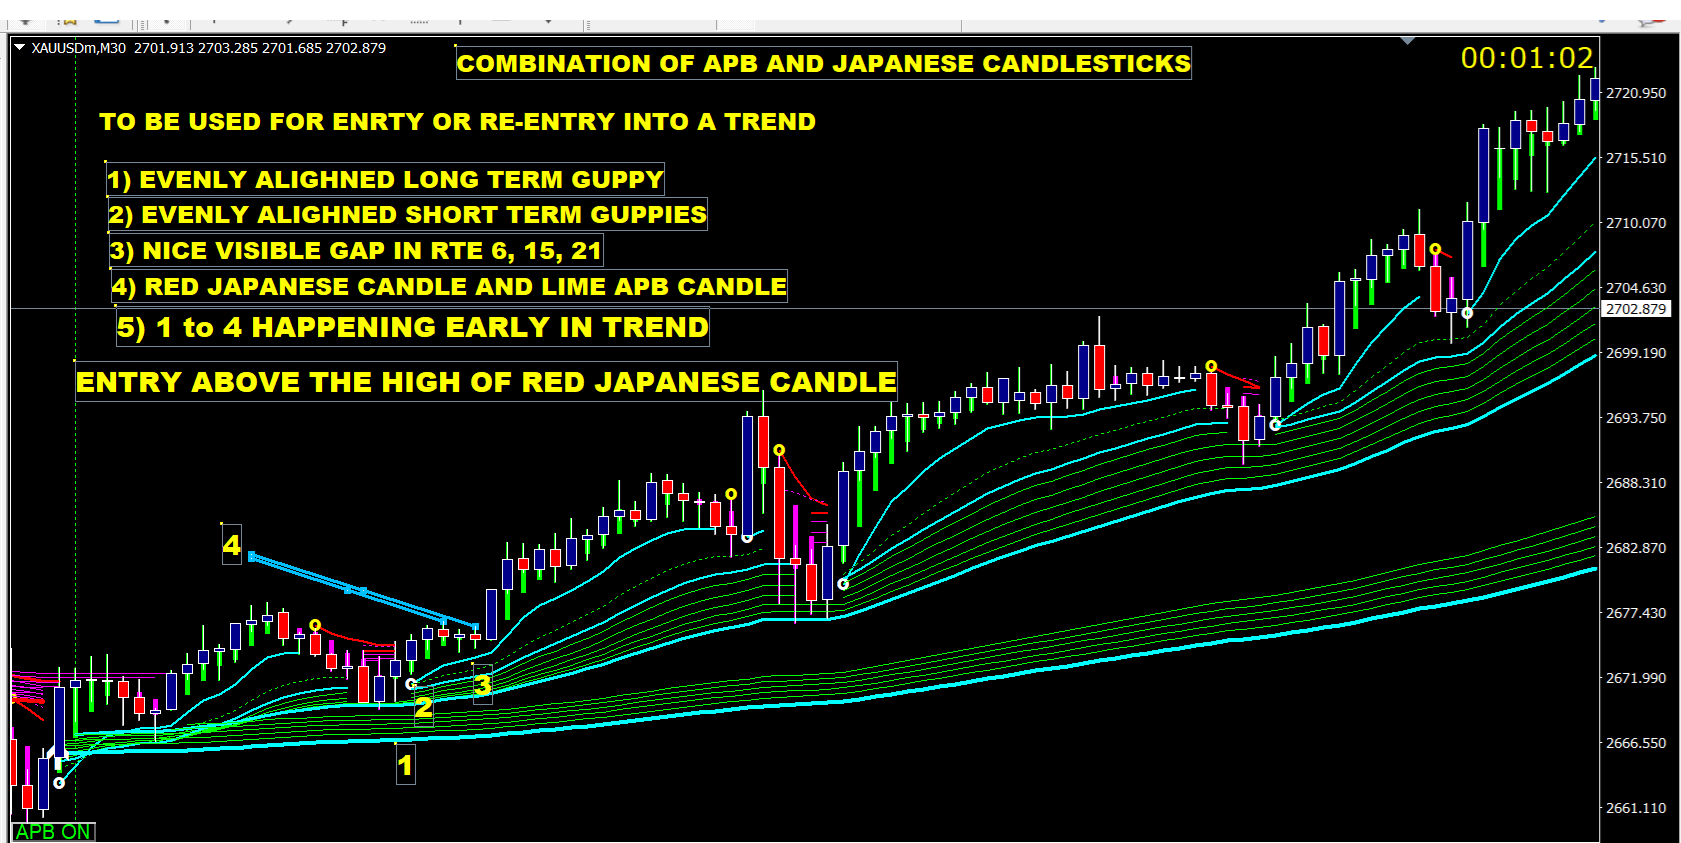 XAUUSDm,M30 2701.913 2703.285 2701.685 2702.879
COMBINATION OF APB AND JAPANESE CANDLESTICKS
00:01:02
TO BE USED FOR ENRTY OR RE-ENTRY INTO A TREND
1) EVENLY ALIGHNED LONG TERM GUPPY
2) EVENLY ALIGHNED SHORT TERM GUPPIES
3) NICE VISIBLE GAP IN RTE 6, 15, 21
4) RED JAPANESE CANDLE AND LIME APB CANDLE
5) 1 to 4 HAPPENING EARLY IN TREND
ENTRY ABOVE THE HIGH OF RED JAPANESE CANDLE
4
3
2
1
APB ON
2720.950
2715.510
2710.070
2704.630
2702.879
2699.190
2693.750
2688.310
2682.870
2677.430
2671.990
2666.550
2661.110